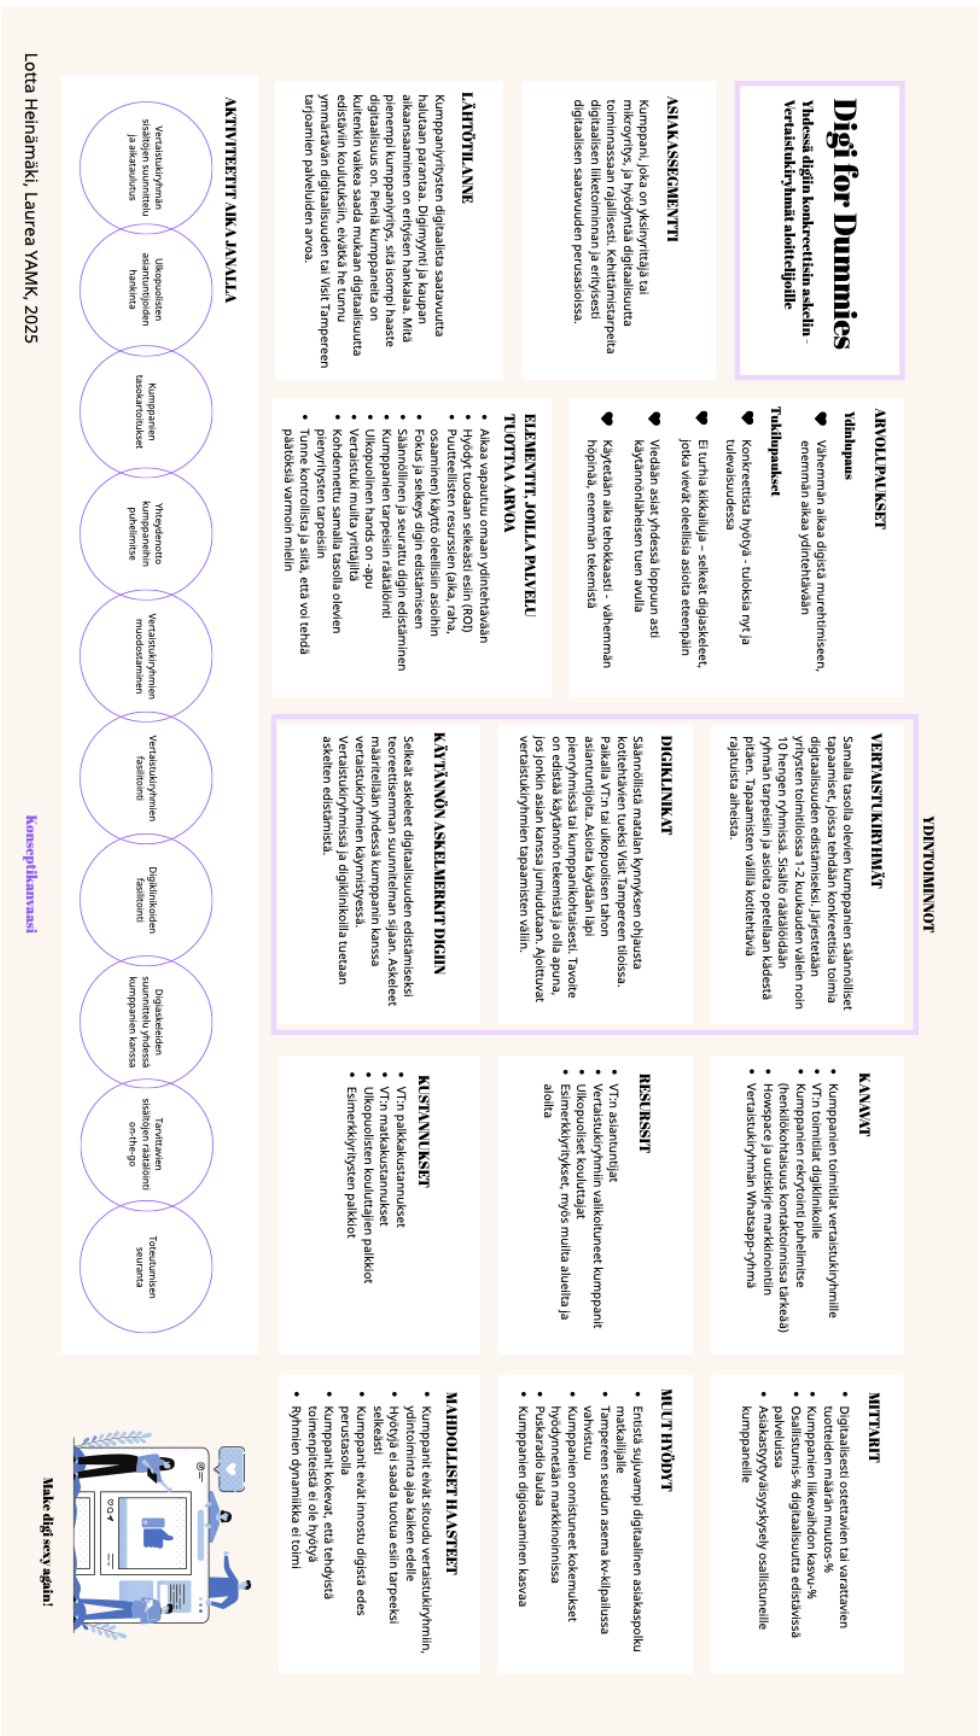 Digi for Dummies
Yhdessä digiin konkreettisin askelin -
Vertaistukiryhmät aloittelijoille
ASIAKASSEGMENTTI
Kumppani, joka on yksinyrittäjä tai
mikroyritys, ja hyödyntää digitaalisuutta
toiminnassaan rajallisesti. Kehittämistarpeita
digitaalisen liiketoiminnan ja erityisesti
digitaalisen saatavuuden perusasioissa.
LÄHTÖTILANNE
Kumppaniyritysten digitaalista saatavuutta
halutaan parantaa. Digimyynti ja kaupan
aikaansaaminen on erityisen hankalaa. Mitä
pienempi kumppaniyritys, sitä isompi haaste
digitaalisuus on. Pieniä kumppaneita on
kuitenkin vaikea saada mukaan digitaalisuutta
edistäviin koulutuksiin, eivätkä he tunnu
ymmärtävän digitaalisuuden tai Visit Tampereen
tarjoamien palveluiden arvoa.
ARVOLUPAUKSET
Ydinlupaus
Vähemmän aikaa digistä murehtimiseen,
enemmän aikaa ydintehtävään
Tukilupaukset
Konkreettista hyötyä - tuloksia nyt ja
tulevaisuudessa
Ei turhia kikkailuja – selkeät digiaskeleet,
jotka vievät oleellisia asioita eteenpäin
Viedään asiat yhdessä loppuun asti
käytännönläheisen tuen avulla
Käytetään aika tehokkaasti - vähemmän
höpinää, enemmän tekemistä
ELEMENTIT, JOILLA PALVELU
TUOTTAA ARVOA
• Aikaa vapautuu omaan ydintehtävään
• Hyödyt tuodaan selkeästi esiin (ROI)
• Puutteellisten resurssien (aika, raha,
osaaminen) käyttö oleellisiin asioihin
• Fokus ja selkeys digin edistämiseen
• Säännöllinen ja seurattu digin edistäminen
• Kumppanien tarpeisiin räätälöinti
• Ulkopuolinen hands on -apu
• Vertaistuki muilta yrittäjiltä
• Kohdennettu samalla tasolla olevien
pienyritysten tarpeisiin
• Tunne kontrollista ja siitä, että voi tehdä
päätöksiä varmoin mielin
YDINTOIMINNOT
VERTAISTUKIRYHMÄT
Samalla tasolla olevien kumppanien säännölliset
tapaamiset, joissa tehdään konkreettisia toimia
digitaalisuuden edistämiseksi, järjestetään
yritysten toimitiloissa 1-2 kuukauden välein noin
10 hengen ryhmissä. Sisältö räätälöidään
ryhmän tarpeisiin ja asioita opetellaan kädestä
pitäen. Tapaamisten välillä kotitehtäviä
rajatuista aiheista.
DIGIKLINIKAT
Säännöllistä matalan kynnyksen ohjausta
kotitehtävien tueksi Visit Tampereen tiloissa.
Paikalla VT:n tai ulkopuolisen tahon
asiantuntijoita. Asioita käydään läpi
pienryhmissä tai kumppanikohtaisesti. Tavoite
on edistää käytännön tekemistä ja olla apuna,
jos jonkin asian kanssa jumiudutaan. Ajoittuvat
vertaistukiryhmien tapaamisten väliin.
KÄYTÄNNÖN ASKELMERKIT DIGIIN
Selkeät askeleet digitaalisuuden edistämiseksi
teoreettisemman suunnitelman sijaan. Askeleet
määritellään yhdessä kumppanin kanssa
vertaistukiryhmien käynnistyessä.
Vertaistukiryhmissä ja digiklinikoilla tuetaan
askelten edistämistä.
KANAVAT
• Kumppanien toimitilat vertaistukiryhmille
• VT:n toimitilat digiklinikoille
• Kumppanien rekrytointi puhelimitse
(henkilökohtaisuus kontaktoinnissa tärkeää)
• Howspace ja uutiskirje markkinointiin
• Vertaistukiryhmän Whatsapp-ryhmä
RESURSSIT
• VT:n asiantuntijat
• Vertaistukiryhmiin valikoituneet kumppanit
• Ulkopuoliset kouluttajat
• Esimerkkiyritykset, myös muilta alueilta ja
aloilta
KUSTANNUKSET
• VT:n palkkakustannukset
• VT:n matkakustannukset
• Ulkopuolisten kouluttajien palkkiot
• Esimerkkiyritysten palkkiot
MITTARIT
• Digitaalisesti ostettavien tai varattavien
tuotteiden määrän muutos-%
• Kumppanien liikevaihdon kasvu-%
• Osallistumis-% digitaalisuutta edistävissä
palveluissa
• Asiakastyytyväisyyskysely osallistuneille
kumppaneille
MUUT HYÖDYT
• Entistä sujuvampi digitaalinen asiakaspolku
matkailijalle
• Tampereen seudun asema kv-kilpailussa
vahvistuu
• Kumppanien onnistuneet kokemukset
hyödynnetään markkinoinnissa
• Puskaradio laulaa
• Kumppanien digiosaaminen kasvaa
MAHDOLLISET HAASTEET
• Kumppanit eivät sitoudu vertaistukiryhmiin,
ydintoiminta ajaa kaiken edelle
• Hyötyjä ei saada tuotua esiin tarpeeksi
selkeästi
• Kumppanit eivät innostu digistä edes
perustasolla
• Kumppanit kokevat, että tehdyistä
toimenpiteistä ei ole hyötyä
• Ryhmien dynamiikka ei toimi
AKTIVITEETIT AIKAJANALLA
Vertaistukiryhmän
sisältöjen suunnittelu
ja aikataulutus
Ulkopuolisten
asiantuntijoiden
hankinta
Kumppanien
tasokartoitukset
Yhteydenotto
kumppaneihin
puhelimitse
Vertaistukiryhmien
muodostaminen
Vertaistukiryhmien
fasilitointi
Digiklinikoiden
fasilitointi
Digiaskeleiden
suunnittelu yhdessä
kumppanien kanssa
Tarvittavien
sisältöjen räätälöinti
on-the-go
Toteutumisen
seuranta
Make digi sexy again!
Lotta Heinämäki, Laurea YAMK, 2025
Konseptikanvaasi